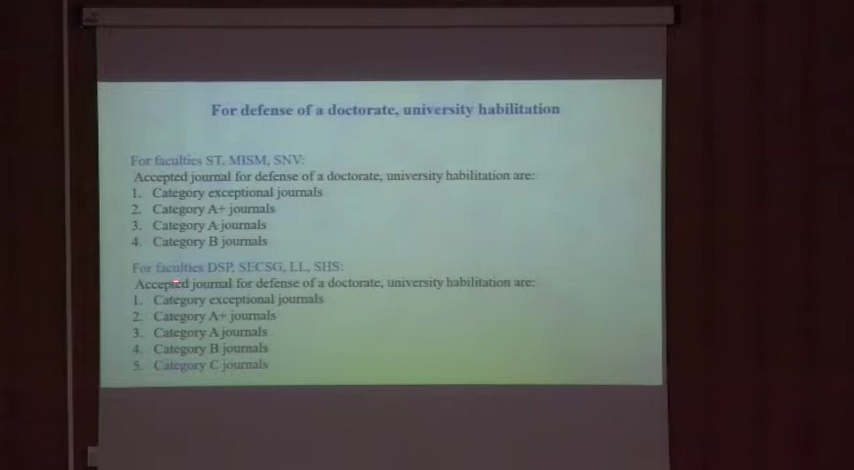 For defense of a doctorate, university habilitation
For faculties ST, MISM, SNV:
Accepted journal for defense of a doctorate, university habilitation are:
1. Category exceptional journals
2. Category A+ journals
3. Category A journals
4. Category B journals
For faculties DSP, SECSG, LL, SHS:
Accepted journal for defense of a doctorate, university habilitation are:
1. Category exceptional journals
2. Category A+ journals
3. Category A journals
4. Category B journals
5. Category C journals